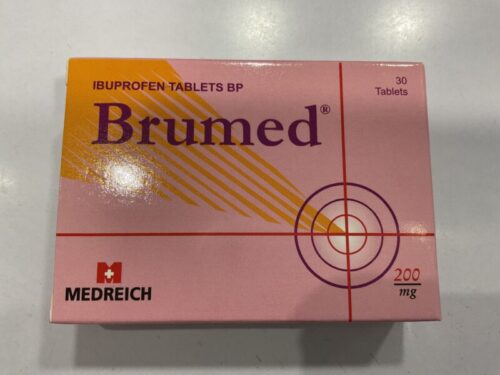 IBUPROFEN TABLETS BP
30
Tablets
Brumed®
MEDREICH
200
mg